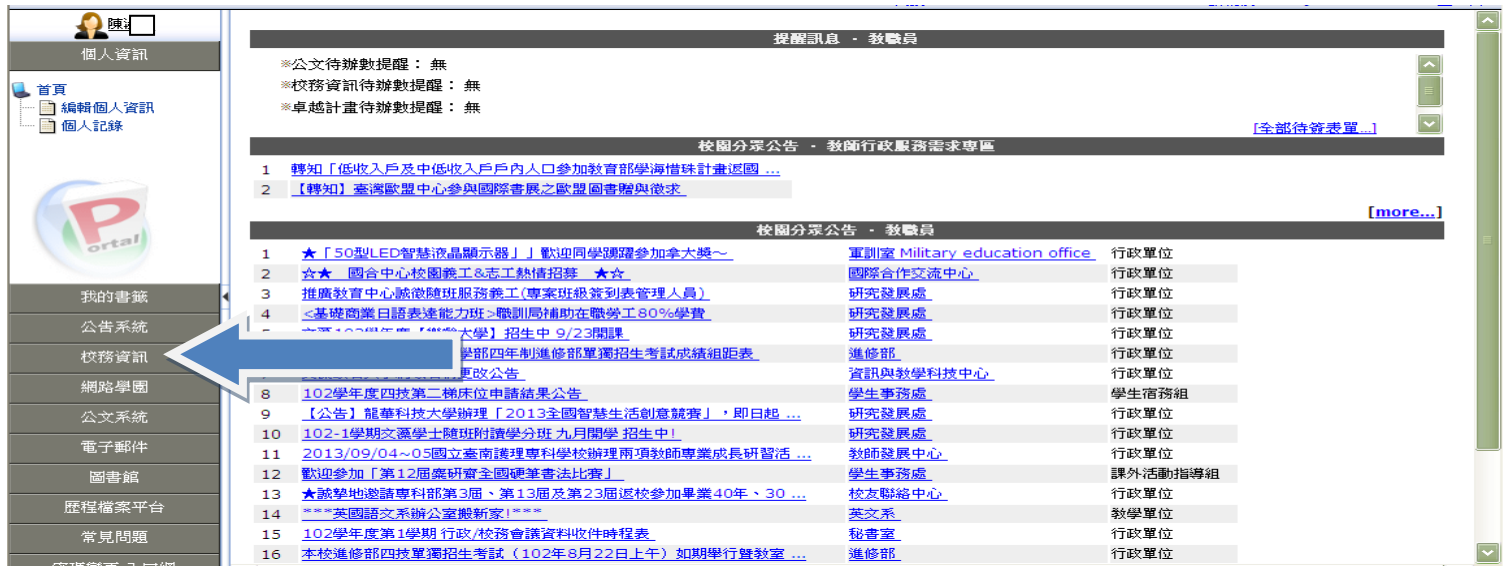 陳
個人資訊
首頁
編輯個人資訊
個人記錄
Portal
我的書籤
公告系統
校務資訊
網路學園
公文系統
電子郵件
圖書館
歷程檔案平台
常見問題
提醒訊息 - 教職員
※公文待辦數提醒： 無
※校務資訊待辦數提醒： 無
※卓越計畫待辦數提醒： 無
[全部待簽表單...]
校園分眾公告 - 教師行政服務需求專區
1 轉知「低收入戶及中低收入戶戶內人口參加教育部學海惜珠計畫返國 ...
2 【轉知】臺灣歐盟中心參與國際書展之歐盟圖書贈與徵求
[more...]
校園分眾公告 - 教職員
1 ★「50型LED智慧液晶顯示器」」歡迎同學踴躍參加拿大獎～ 軍訓室 Military education office 行政單位
2 ☆★ 國合中心校園義工&志工熱情招募 ★☆ 國際合作交流中心 行政單位
3 推廣教育中心誠徵隨班服務義工(專案班級簽到表管理人員) 研究發展處 行政單位
4 <基礎商業日語表達能力班>職訓局補助在職勞工80%學費 研究發展處 行政單位
大學】招生中 9/23開課 研究發展處 行政單位
學部四年制進修部單獨招生考試成績組距表 進修部 行政單位
更改公告 資訊與教學科技中心 行政單位
8 102學年度四技第二梯床位申請結果公告 學生事務處 學生宿務組
9 【公告】龍華科技大學辦理「2013全國智慧生活創意競賽」，即日起 ... 研究發展處 行政單位
10 102-1學期文藻學士隨班附讀學分班 九月開學 招生中! 研究發展處 行政單位
11 2013/09/04~05國立臺南護理專科學校辦理兩項教師專業成長研習活 ... 教師發展中心 行政單位
12 歡迎參加「第12屆麋研齋全國硬筆書法比賽」 學生事務處 課外活動指導組
13 ★誠摯地邀請專科部第3屆、第13屆及第23屆返校參加畢業40年、30 ... 校友聯絡中心 行政單位
14 ***英國語文系辦公室搬新家!*** 英文系 教學單位
15 102學年度第1學期 行政/校務會議資料收件時程表 秘書室 行政單位
16 本校進修部四技單獨招生考試（102年8月22日上午）如期舉行暨教室 ... 進修部 行政單位